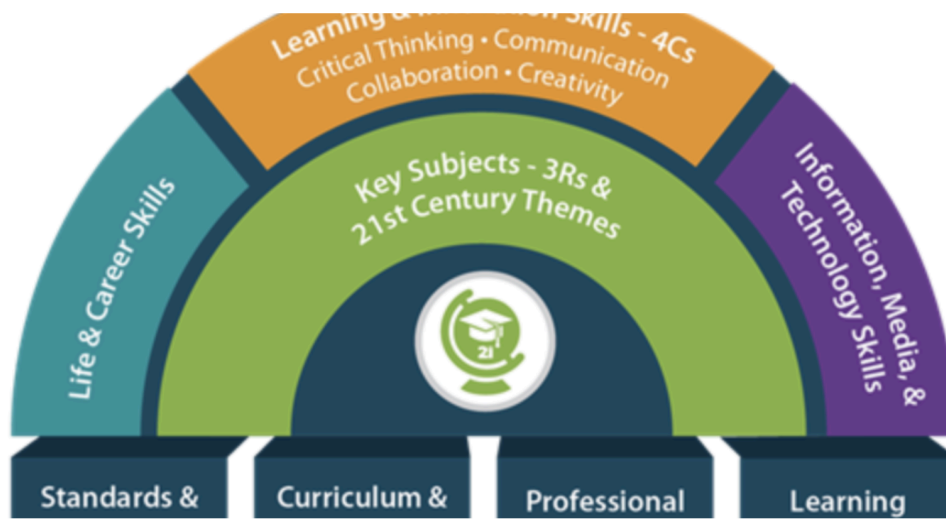 Learning & Innovation Skills - 4Cs
Critical Thinking • Communication
Collaboration • Creativity
Key Subjects - 3Rs &
21st Century Themes
Life & Career Skills
Information, Media, &
Technology Skills
21
Standards &
Curriculum &
Professional
Learning